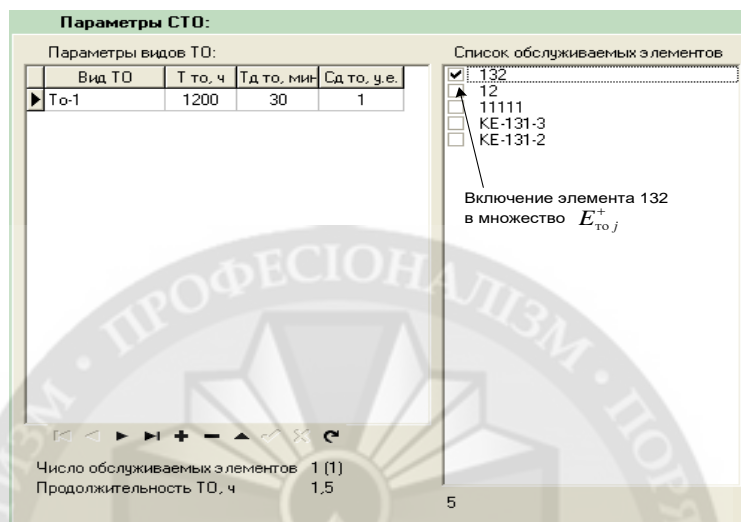 Параметры СТО:
Параметры видов ТО:
Вид ТО Т то, ч Тд то, мин Сд то, у.е.
То-1 1200 30 1
Число обслуживаемых элементов 1 (1)
Продолжительность ТО, ч 1,5
Список обслуживаемых элементов
132
12
11111
КЕ-131-3
КЕ-131-2
Включение элемента 132
в множество E⁺то j
5
ПРОФЕСІОНАЛІЗМ